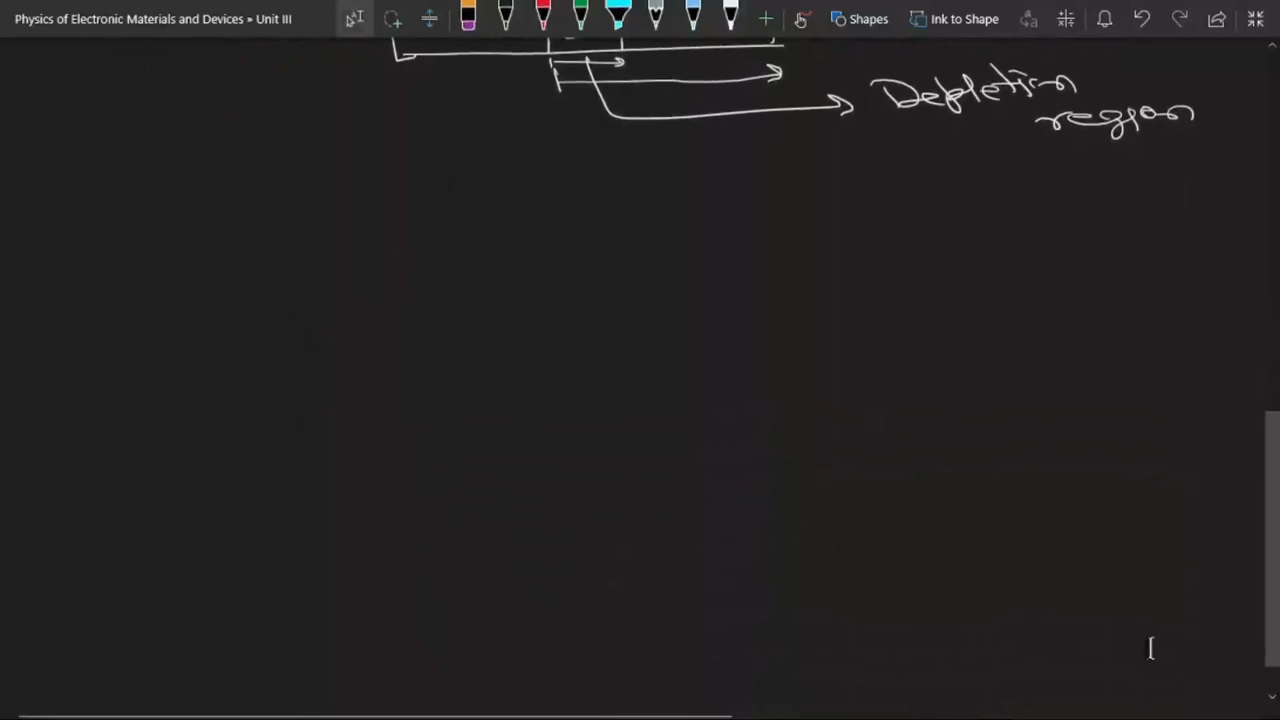 Physics of Electronic Materials and Devices » Unit III
Shapes
Ink to Shape
Depletion
region